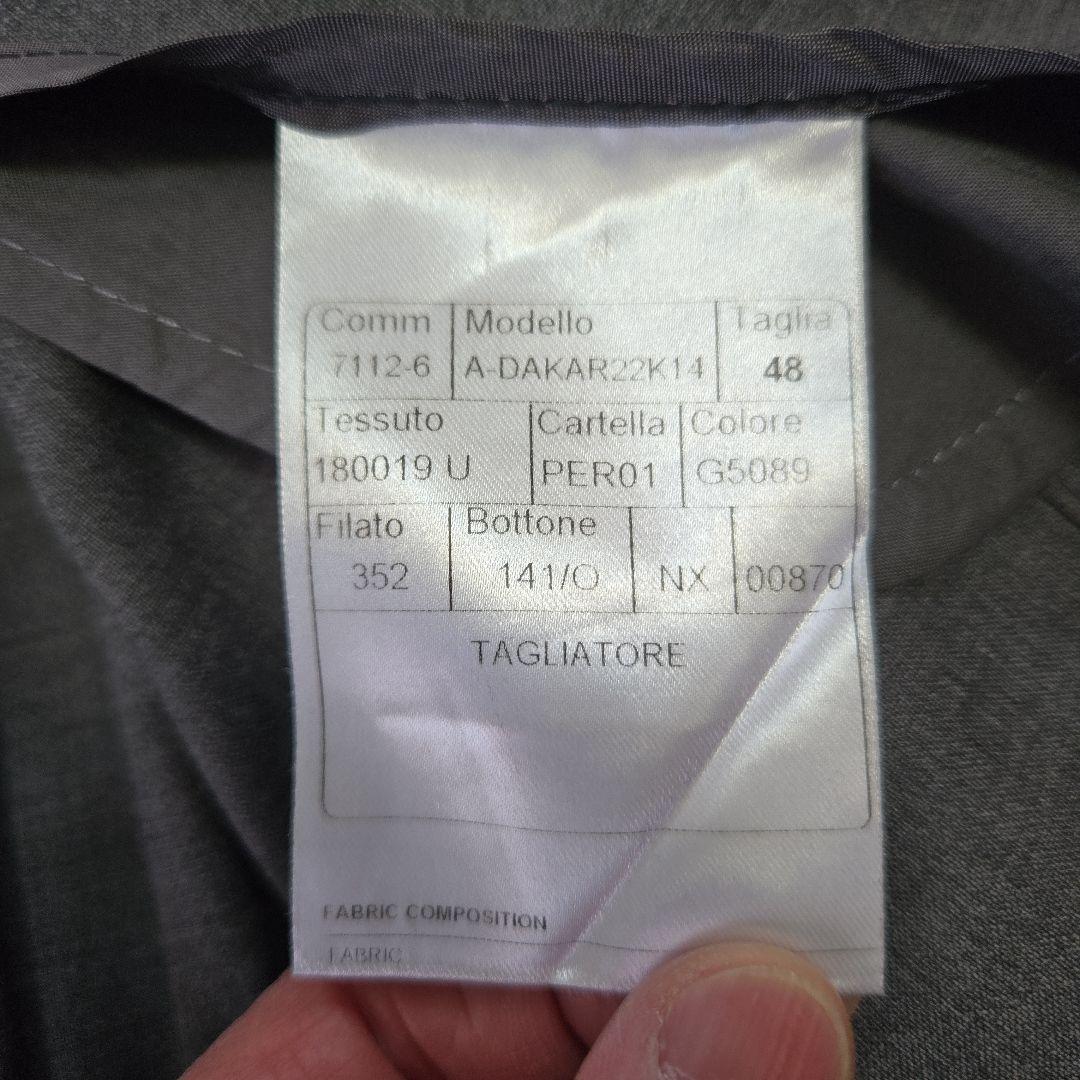 Comm Modello Taglia
7112-6 A-DAKAR22K14 48
Tessuto Cartella Colore
180019 U PER01 G5089
Filato Bottone
352 141/O NX 00870
TAGLIATORE
FABRIC COMPOSITION
FABRIC